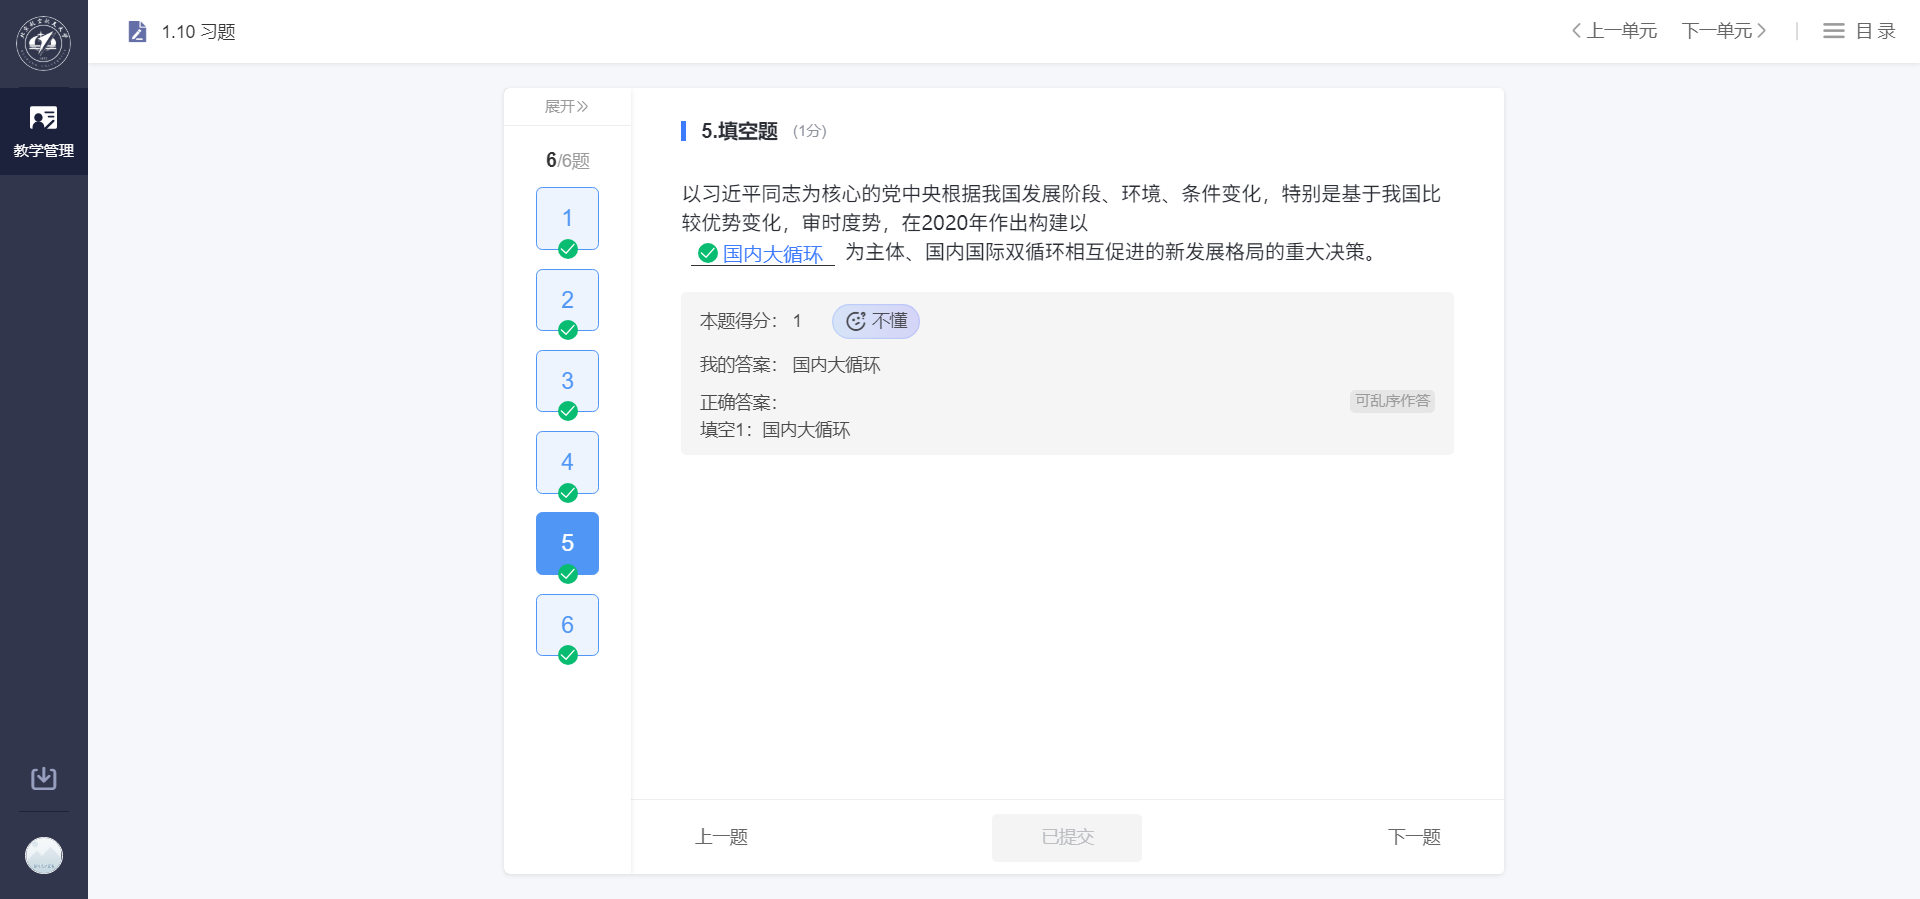 1.10 习题
上一单元
下一单元
目录
教学管理
展开
6/6题
1
2
3
4
5
6
5.填空题 (1分)
以习近平同志为核心的党中央根据我国发展阶段、环境、条件变化，特别是基于我国比
较优势变化，审时度势，在2020年作出构建以
国内大循环 为主体、国内国际双循环相互促进的新发展格局的重大决策。
本题得分： 1 不懂
我的答案： 国内大循环
正确答案：
可乱序作答
填空1：国内大循环
上一题
已提交
下一题